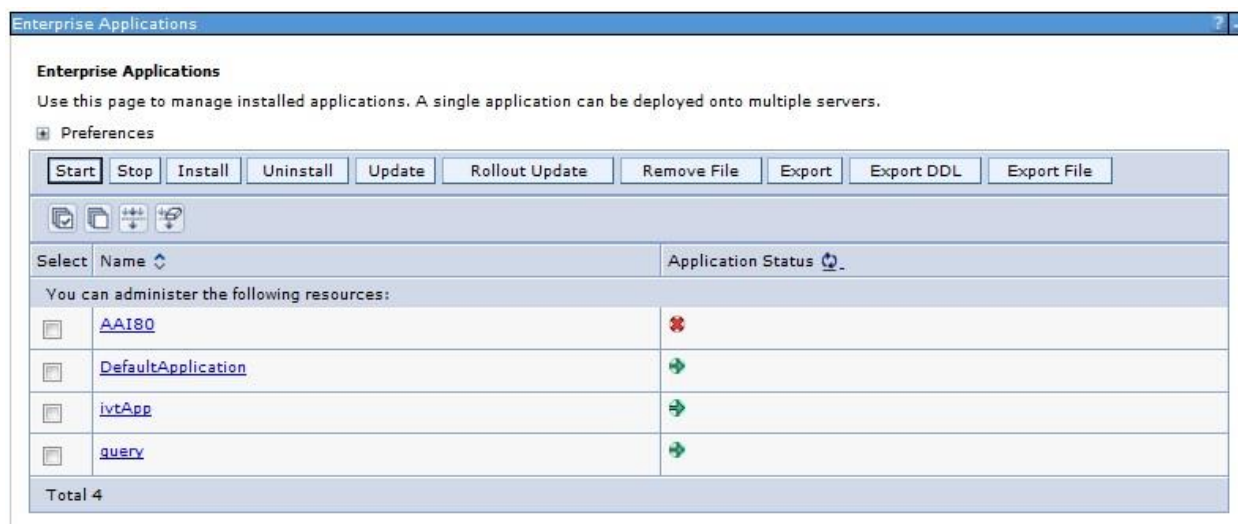 Enterprise Applications ? -
Enterprise Applications
Use this page to manage installed applications. A single application can be deployed onto multiple servers.
Preferences
Start Stop Install Uninstall Update Rollout Update Remove File Export Export DDL Export File
Select Name Application Status
You can administer the following resources:
AAI80
DefaultApplication
ivtApp
query
Total 4